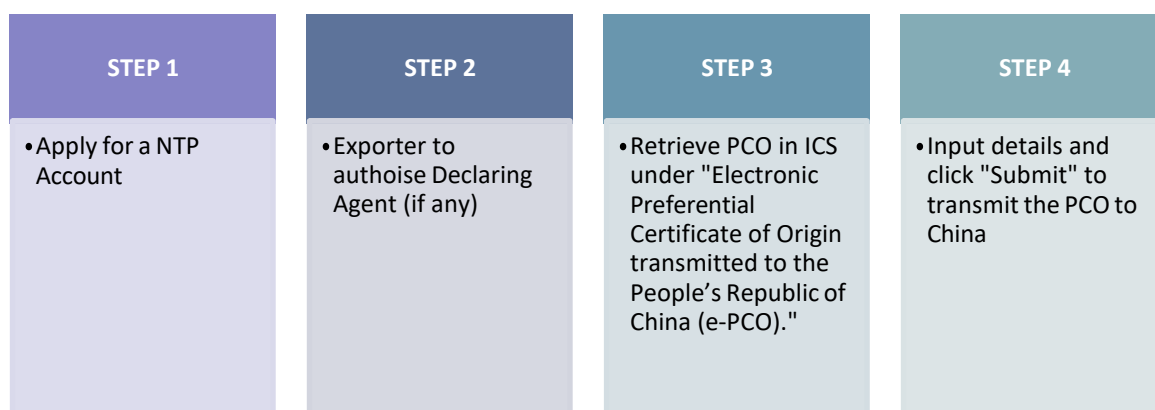 STEP 1
•Apply for a NTP
Account
STEP 2
•Exporter to
authoise Declaring
Agent (if any)
STEP 3
•Retrieve PCO in ICS
under "Electronic
Preferential
Certificate of Origin
transmitted to the
People’s Republic of
China (e-PCO)."
STEP 4
•Input details and
click "Submit" to
transmit the PCO to
China